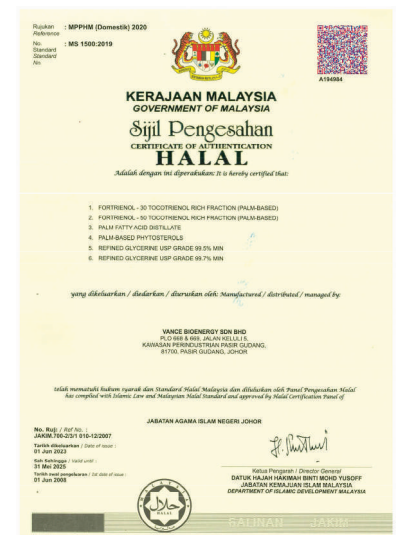 Rujukan : MPPHM (Domestik) 2020
Reference
No. : MS 1500:2019
Standard
Standard
No.
A194984
KERAJAAN MALAYSIA
GOVERNMENT OF MALAYSIA
Sijil Pengesahan
CERTIFICATE OF AUTHENTICATION
HALAL
Adalah dengan ini diperakukan: It is hereby certified that:
1. FORTRIENOL - 30 TOCOTRIENOL RICH FRACTION (PALM-BASED)
2. FORTRIENOL - 50 TOCOTRIENOL RICH FRACTION (PALM-BASED)
3. PALM FATTY ACID DISTILLATE
4. PALM-BASED PHYTOSTEROLS
5. REFINED GLYCERINE USP GRADE 99.5% MIN
6. REFINED GLYCERINE USP GRADE 99.7% MIN
yang dikeluarkan / diedarkan / diuruskan oleh: Manufactured / distributed / managed by:
VANCE BIOENERGY SDN BHD
PLO 668 & 669, JALAN KELULI 5,
KAWASAN PERINDUSTRIAN PASIR GUDANG,
81700, PASIR GUDANG, JOHOR
telah mematuhi hukum syarak dan Standard Halal Malaysia dan diluluskan oleh Panel Pengesahan Halal
has complied with Islamic Law and Malaysian Halal Standard and approved by Halal Certification Panel of
JABATAN AGAMA ISLAM NEGERI JOHOR
No. Ruj: / Ref No. :
JAKIM.700-2/3/1 010-12/2007
Tarikh dikeluarkan / Date of issue :
01 Jun 2023
Sah Sehingga / Valid until :
31 Mei 2025
Tarikh awal pengeluaran / 1st date of issue :
01 Jun 2008
Ketua Pengarah / Director General
DATUK HAJAH HAKIMAH BINTI MOHD YUSOFF
JABATAN KEMAJUAN ISLAM MALAYSIA
DEPARTMENT OF ISLAMIC DEVELOPMENT MALAYSIA
حلال
HALAL
SALINAN JAKIM